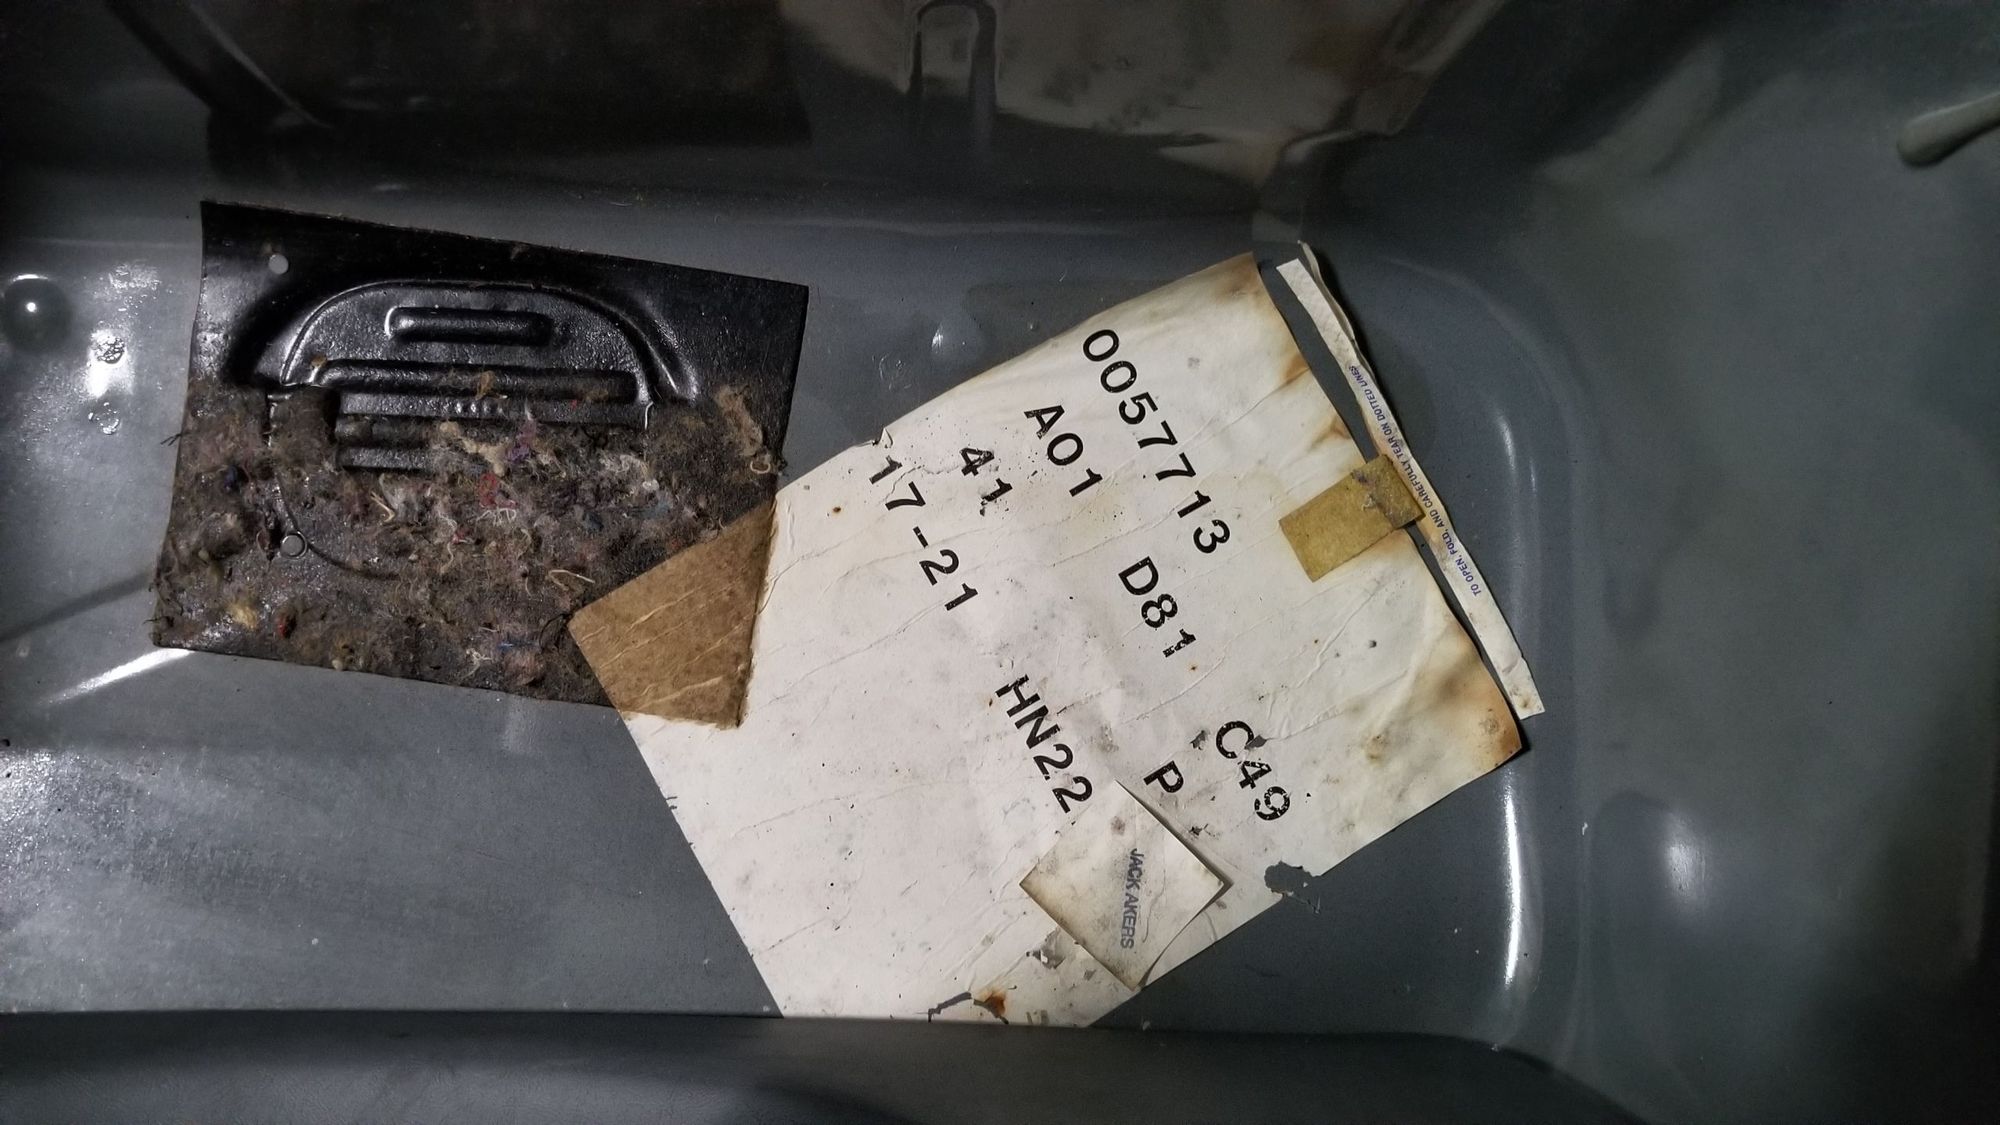 0057713 C49
A01 D81 P
41
17-21 HN22
JACK AKERS
TO OPEN, FOLD, AND CAREFULLY TEAR ON DOTTED LINES